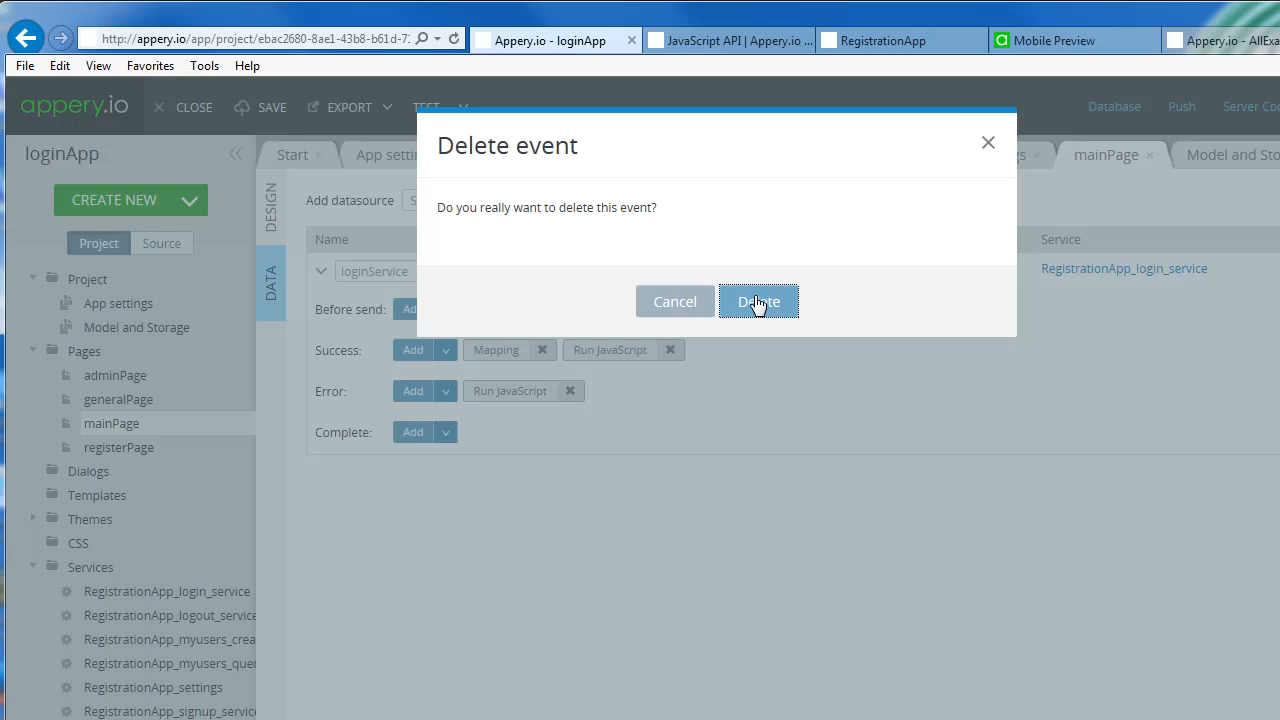 http://appery.io/app/project/ebac2680-8ae1-43b8-b61d-7
Appery.io - loginApp
JavaScript API | Appery.io ...
RegistrationApp
Mobile Preview
Appery.io - AllExa
File Edit View Favorites Tools Help
appery.io
CLOSE SAVE EXPORT TEST Database Push Server Coo
loginApp
Start
App settin
gs
mainPage
Model and Sto
CREATE NEW
Project Source
Project
App settings
Model and Storage
Pages
adminPage
generalPage
mainPage
registerPage
Dialogs
Templates
Themes
CSS
Services
RegistrationApp_login_service
RegistrationApp_logout_service
RegistrationApp_myusers_crea
RegistrationApp_myusers_quer
RegistrationApp_settings
RegistrationApp_signup_servic
DESIGN
DATA
Add datasource S
Name Service
loginService RegistrationApp_login_service
Before send: Ad
Success: Add Mapping Run JavaScript
Error: Add Run JavaScript
Complete: Add
Delete event
Do you really want to delete this event?
Cancel Delete